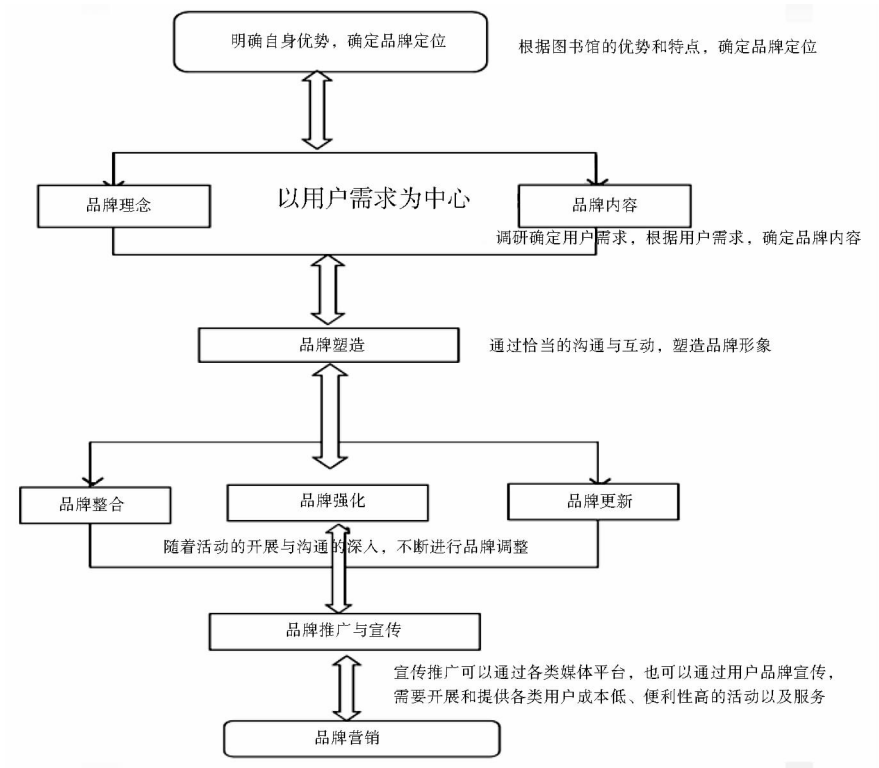 明确自身优势，确定品牌定位
根据图书馆的优势和特点，确定品牌定位
品牌理念
以用户需求为中心
品牌内容
调研确定用户需求，根据用户需求，确定品牌内容
品牌塑造
通过恰当的沟通与互动，塑造品牌形象
品牌整合
品牌强化
品牌更新
随着活动的开展与沟通的深入，不断进行品牌调整
品牌推广与宣传
宣传推广可以通过各类媒体平台，也可以通过用户品牌宣传，
需要开展和提供各类用户成本低、便利性高的活动以及服务
品牌营销